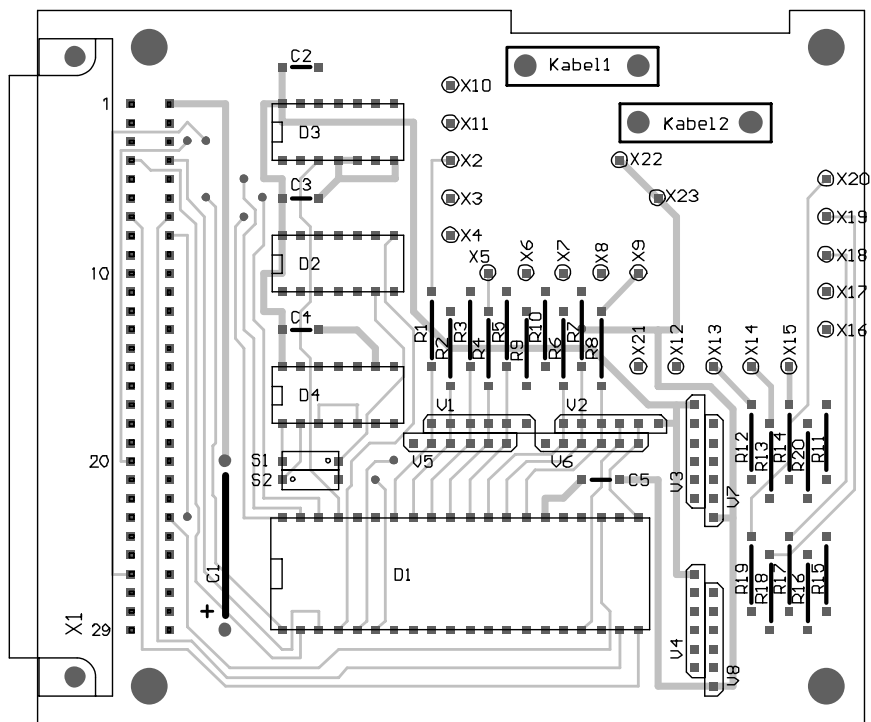 C2
Kabel1
X10
1
X11
Kabel2
D3
X2
X22
C3
X20
X3
X23
X19
X4
X5
X6
X7
X8
X9
X18
10
D2
X17
C4
X16
R1
R2
R3
R4
R5
R9
R10
R6
R7
R8
X21
X12
X13
X14
X15
D4
V1
V2
R12
R13
R14
R20
R11
20
S1
V5
V6
S2
C5
V3
V7
C1
D1
R19
R18
R17
R16
R15
+
X1
29
V4
V8